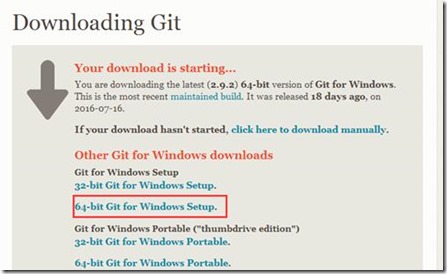 Downloading Git
Your download is starting...
You are downloading the latest (2.9.2) 64-bit version of Git for Windows.
This is the most recent maintained build. It was released 18 days ago, on
2016-07-16.
If your download hasn't started, click here to download manually.
Other Git for Windows downloads
Git for Windows Setup
32-bit Git for Windows Setup.
64-bit Git for Windows Setup.
Git for Windows Portable ("thumbdrive edition")
32-bit Git for Windows Portable.
64-bit Git for Windows Portable.